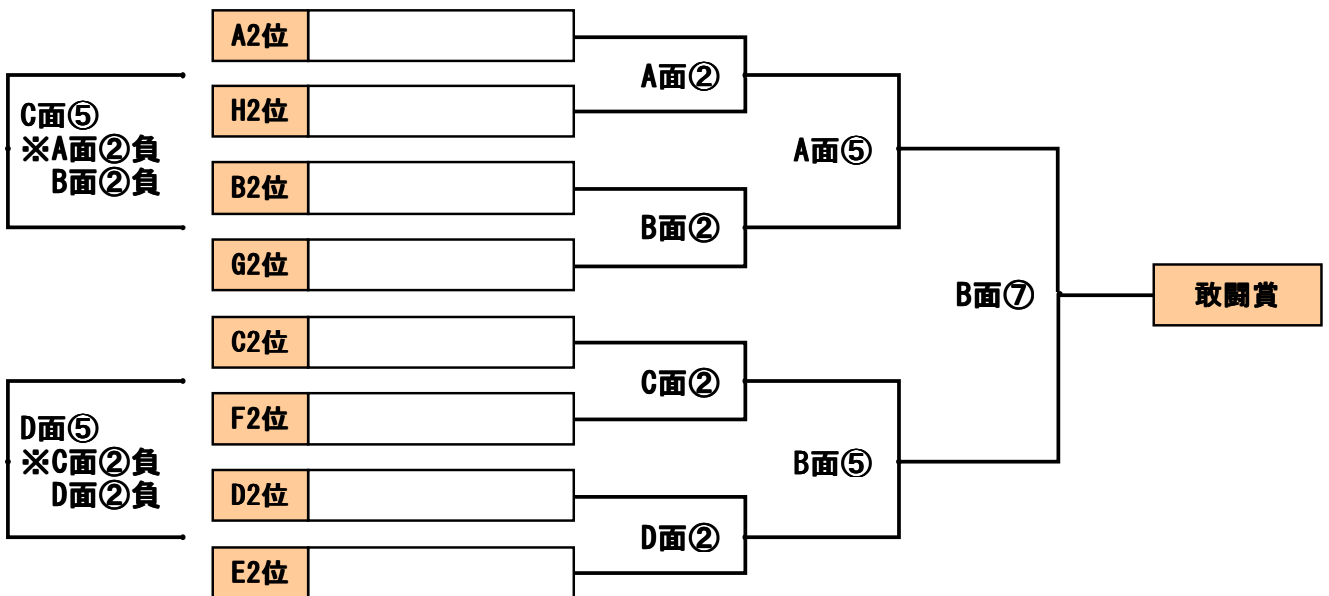 C面⑤
※A面②負
B面②負
D面⑤
※C面②負
D面②負
A2位
H2位
B2位
G2位
C2位
F2位
D2位
E2位
A面②
B面②
C面②
D面②
A面⑤
B面⑤
B面⑦
敢闘賞